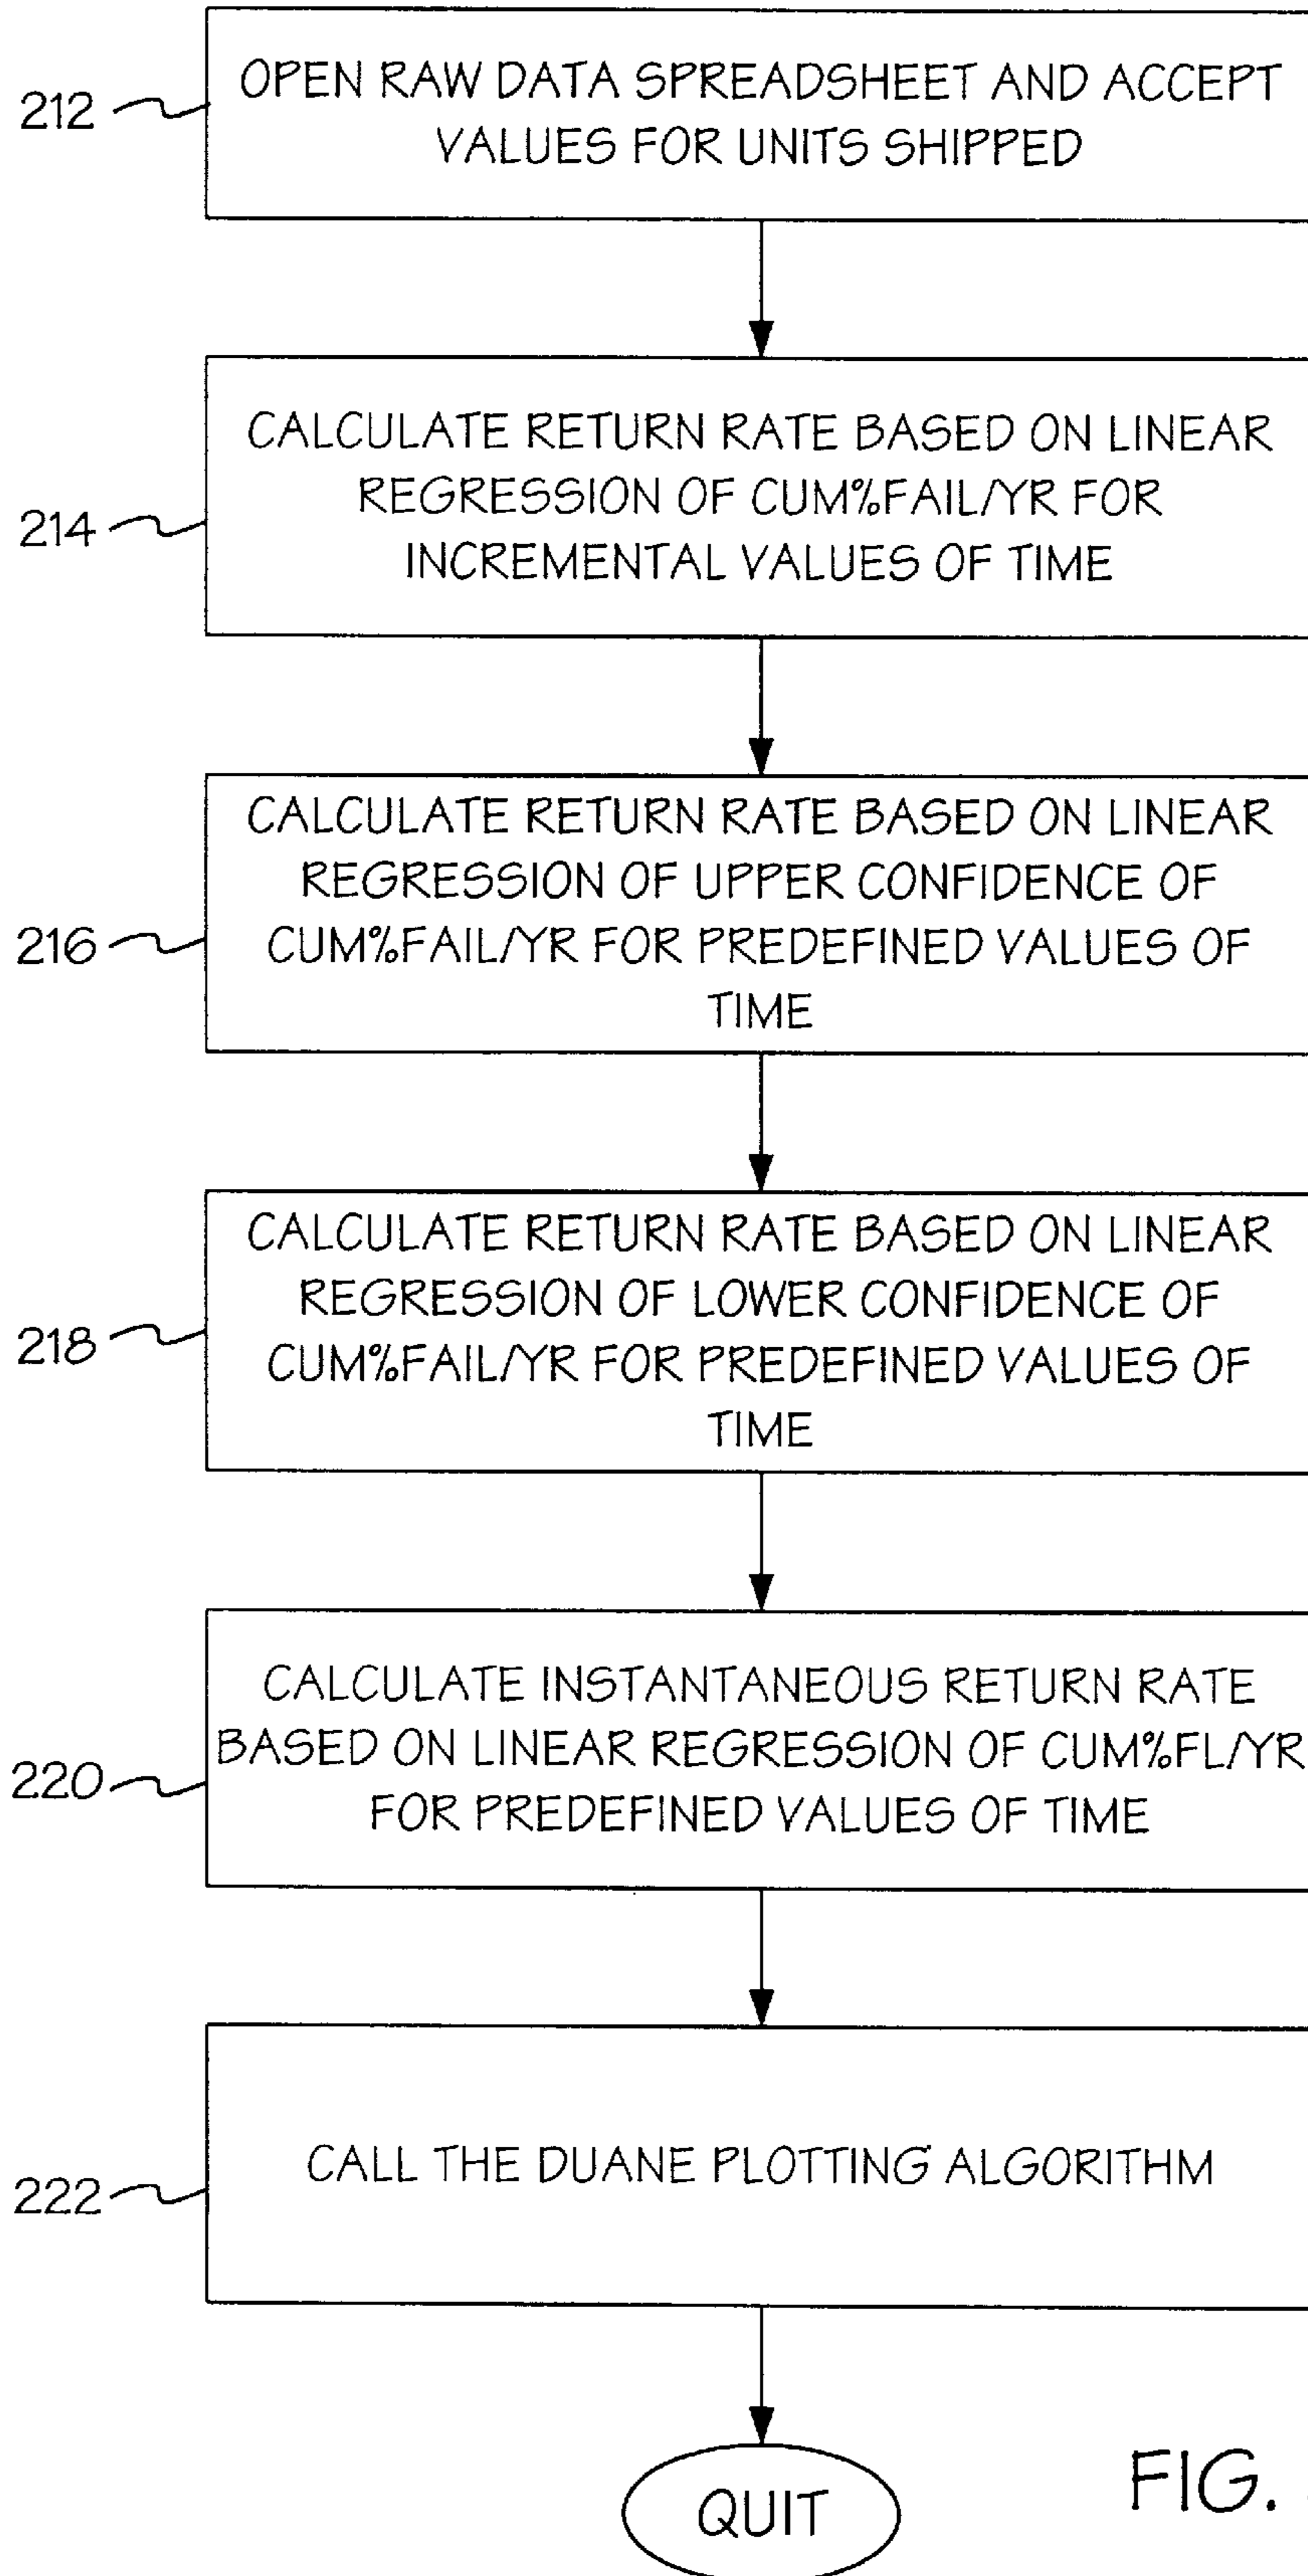 212
OPEN RAW DATA SPREADSHEET AND ACCEPT
VALUES FOR UNITS SHIPPED
214
CALCULATE RETURN RATE BASED ON LINEAR
REGRESSION OF CUM%FAIL/YR FOR
INCREMENTAL VALUES OF TIME
216
CALCULATE RETURN RATE BASED ON LINEAR
REGRESSION OF UPPER CONFIDENCE OF
CUM%FAIL/YR FOR PREDEFINED VALUES OF
TIME
218
CALCULATE RETURN RATE BASED ON LINEAR
REGRESSION OF LOWER CONFIDENCE OF
CUM%FAIL/YR FOR PREDEFINED VALUES OF
TIME
220
CALCULATE INSTANTANEOUS RETURN RATE
BASED ON LINEAR REGRESSION OF CUM%FL/YR
FOR PREDEFINED VALUES OF TIME
222
CALL THE DUANE PLOTTING ALGORITHM
QUIT
FIG.